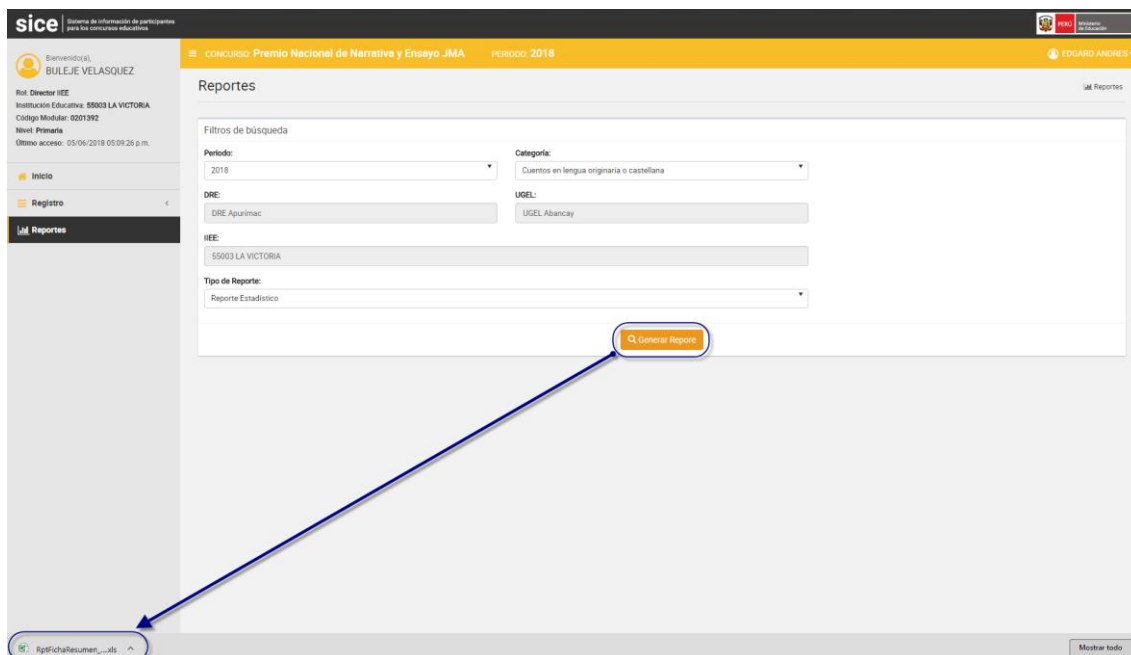 sice Sistema de información de participantes
para los concursos educativos
PERÚ Ministerio
de Educación
Bienvenido(a),
BULEJE VELASQUEZ
Rol: Director IIEE
Institución Educativa: 55003 LA VICTORIA
Código Modular: 0201392
Nivel: Primaria
Último acceso: 05/06/2018 05:09:26 p.m.
Inicio
Registro
Reportes
CONCURSO: Premio Nacional de Narrativa y Ensayo JMA PERIODO: 2018
EDGARD ANDRES
Reportes
Reportes
Filtros de búsqueda
Periodo:
2018
Categoría:
Cuentos en lengua originaria o castellana
DRE:
DRE Apurimac
UGEL:
UGEL Abancay
IIEE:
55003 LA VICTORIA
Tipo de Reporte:
Reporte Estadístico
Generar Repore
RptFichaResumen_....xls
Mostrar todo